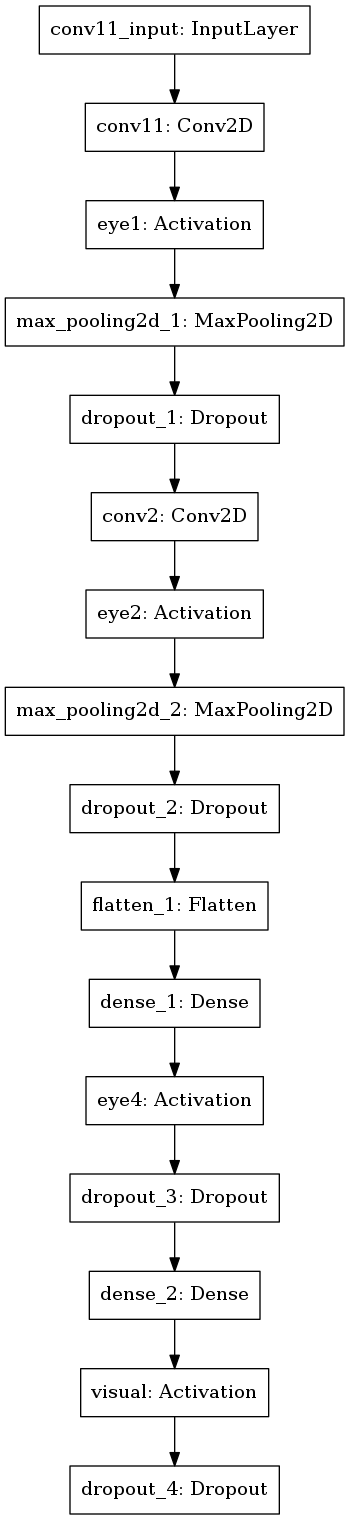 conv11_input: InputLayer
conv11: Conv2D
eye1: Activation
max_pooling2d_1: MaxPooling2D
dropout_1: Dropout
conv2: Conv2D
eye2: Activation
max_pooling2d_2: MaxPooling2D
dropout_2: Dropout
flatten_1: Flatten
dense_1: Dense
eye4: Activation
dropout_3: Dropout
dense_2: Dense
visual: Activation
dropout_4: Dropout